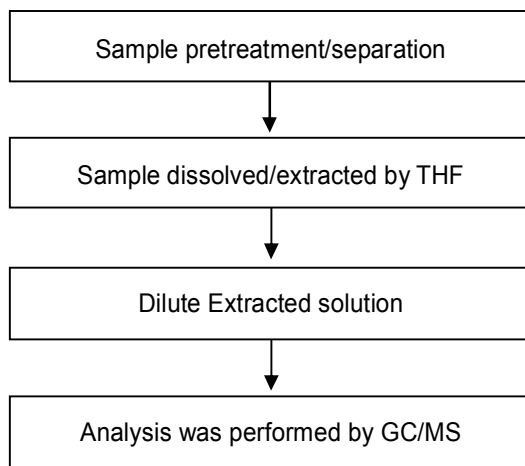 Sample pretreatment/separation
Sample dissolved/extracted by THF
Dilute Extracted solution
Analysis was performed by GC/MS